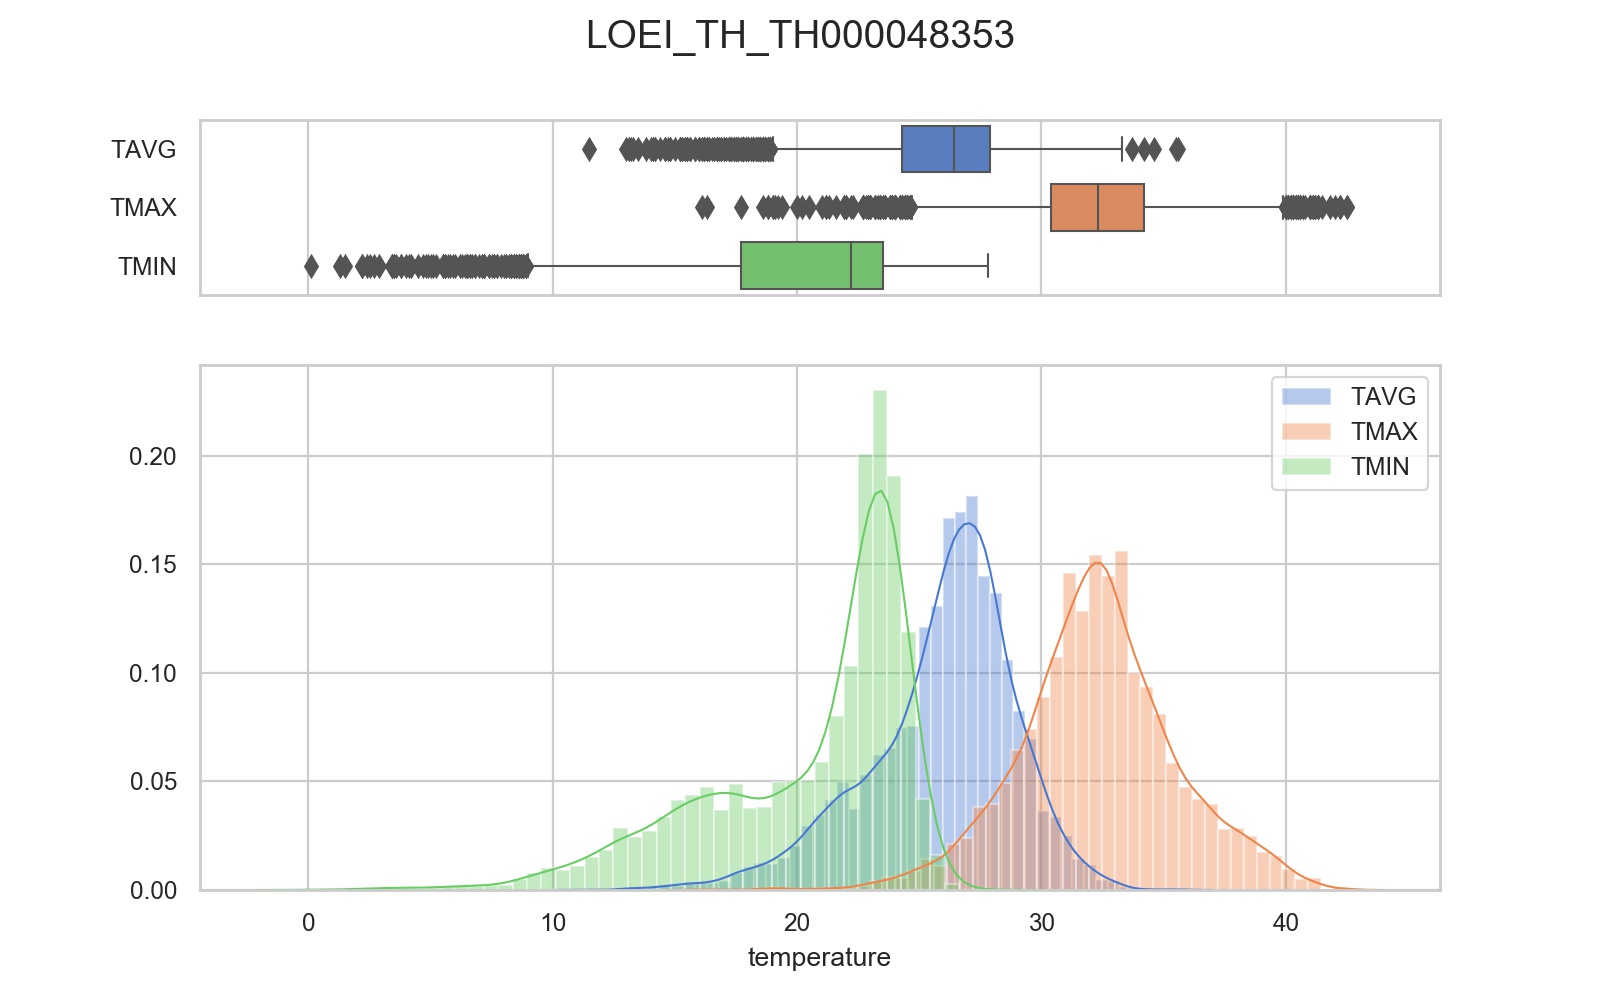 LOEI_TH_TH000048353
TAVG
TMAX
TMIN
TAVG
TMAX
TMIN
0.20
0.15
0.10
0.05
0.00
0 10 20 30 40
temperature